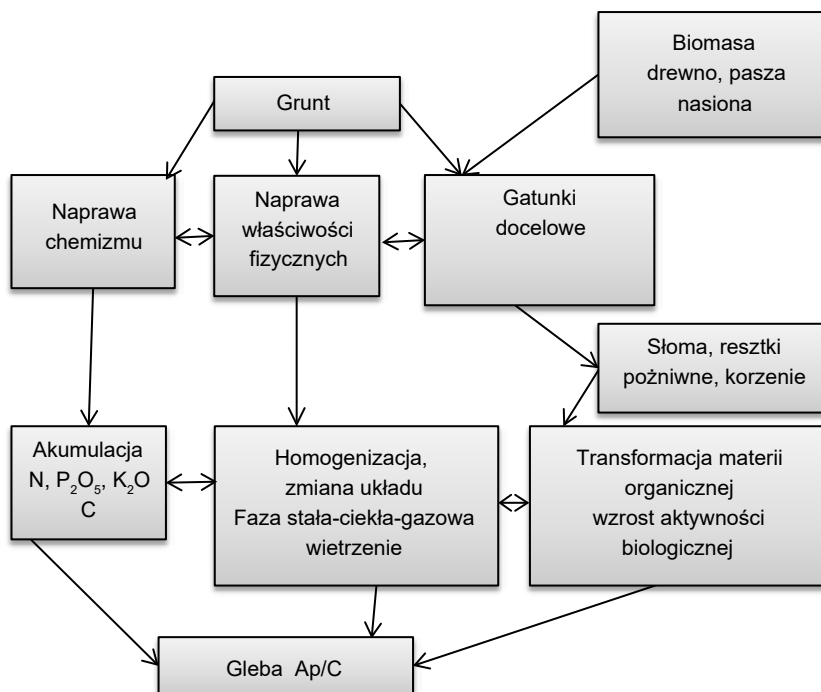 Biomasa
drewno, pasza
nasiona
Grunt
Naprawa
chemizmu
Naprawa
właściwości
fizycznych
Gatunki
docelowe
Słoma, resztki
pożniwne, korzenie
Akumulacja
N, P₂O₅, K₂O
C
Homogenizacja,
zmiana układu
Faza stała-ciekła-gazowa
wietrzenie
Transformacja materii
organicznej
wzrost aktywności
biologicznej
Gleba Ap/C